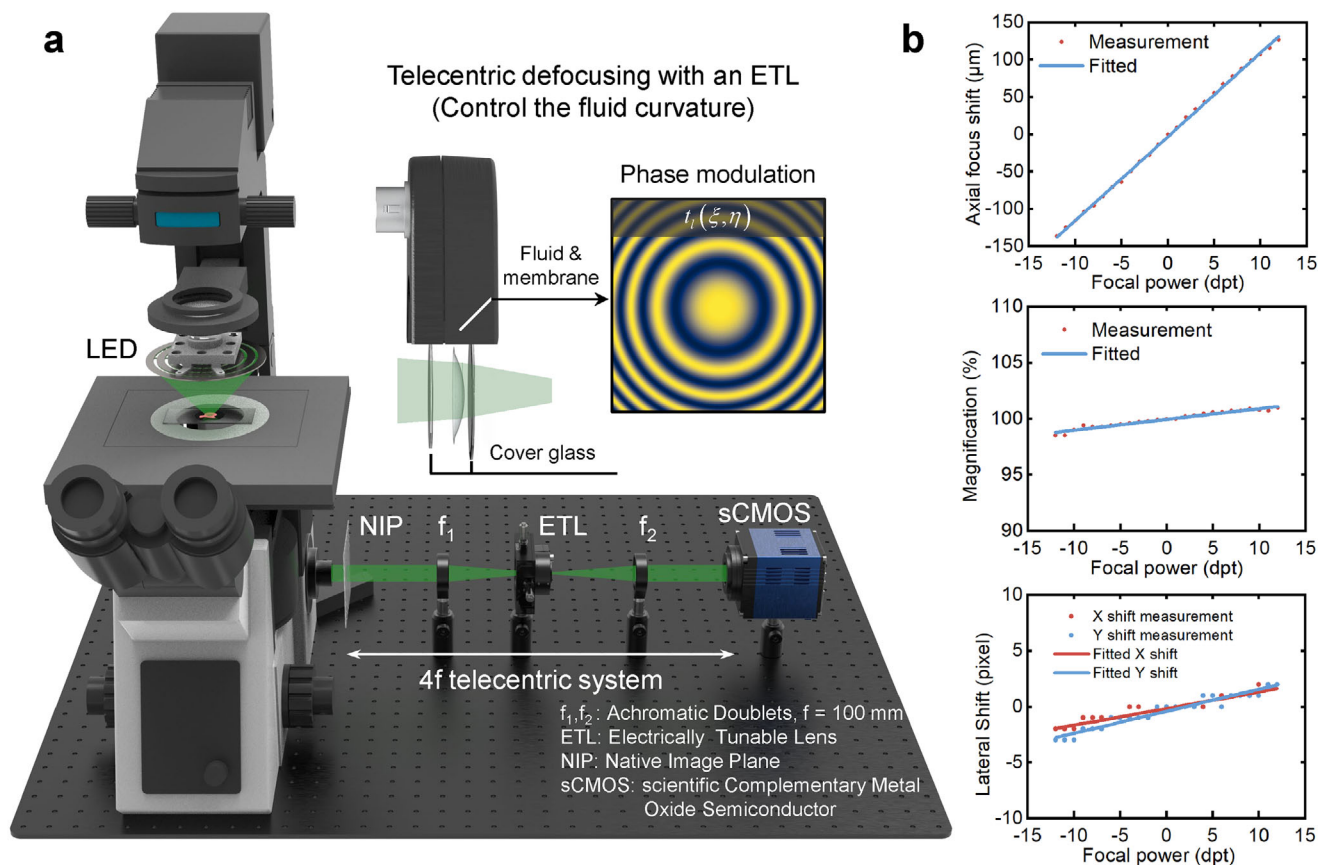 a
Telecentric defocusing with an ETL
(Control the fluid curvature)
Phase modulation
t_l(ξ,η)
Fluid &
membrane
Cover glass
LED
NIP
f₁
ETL
f₂
sCMOS
4f telecentric system
f₁,f₂: Achromatic Doublets, f = 100 mm
ETL: Electrically Tunable Lens
NIP: Native Image Plane
sCMOS: scientific Complementary Metal
Oxide Semiconductor
b
Axial focus shift (μm)
150
100
50
0
-50
-100
-150
Measurement
Fitted
-15 -10 -5 0 5 10 15
Focal power (dpt)
Magnification (%)
110
105
100
95
90
Measurement
Fitted
-15 -10 -5 0 5 10 15
Focal power (dpt)
Lateral Shift (pixel)
10
5
0
-5
-10
X shift measurement
Y shift measurement
Fitted X shift
Fitted Y shift
-15 -10 -5 0 5 10 15
Focal power (dpt)